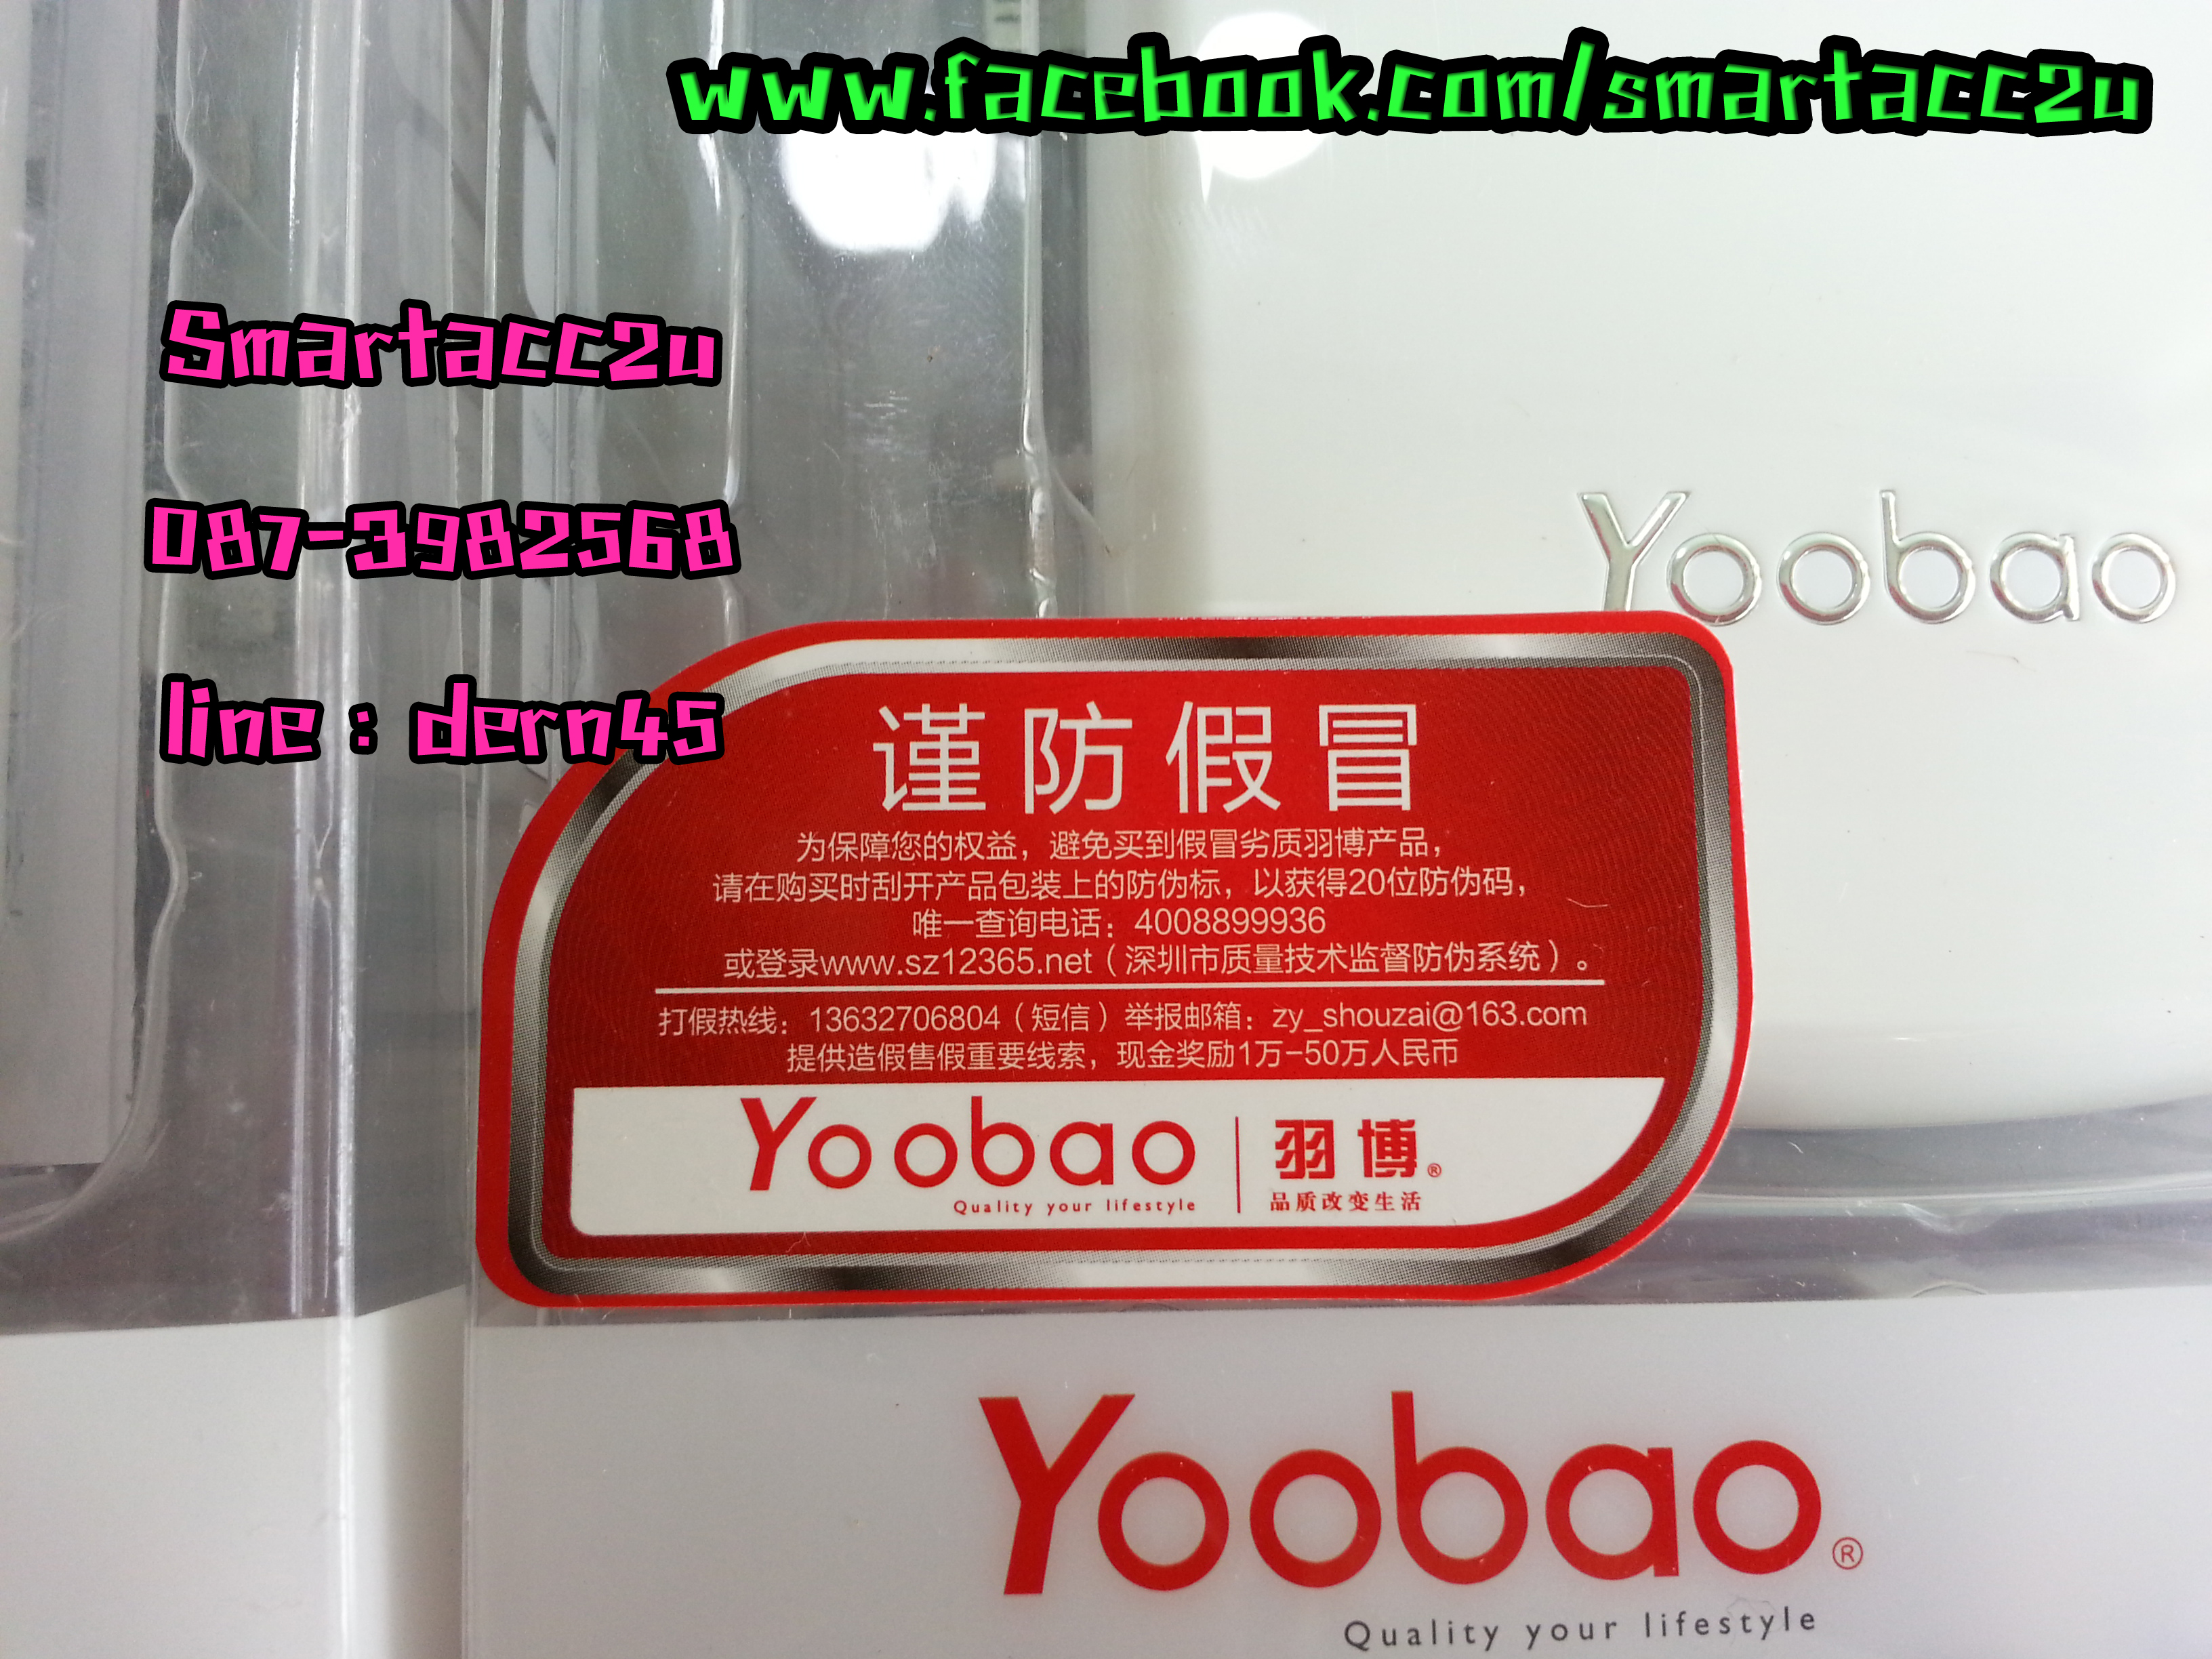 www.facebook.com/smartacc2u
Smartacc2u
087-3982568
line : dern45
Yoobao
谨防假冒
为保障您的权益，避免买到假冒劣质羽博产品，
请在购买时刮开产品包装上的防伪标，以获得20位防伪码，
唯一查询电话：4008899936
或登录www.sz12365.net（深圳市质量技术监督防伪系统）。
打假热线：13632706804（短信）举报邮箱：zy_shouzai@163.com
提供造假售假重要线索，现金奖励1万-50万人民币
Yoobao | 羽博®
Quality your lifestyle 品质改变生活
Yoobao®
Quality your lifestyle